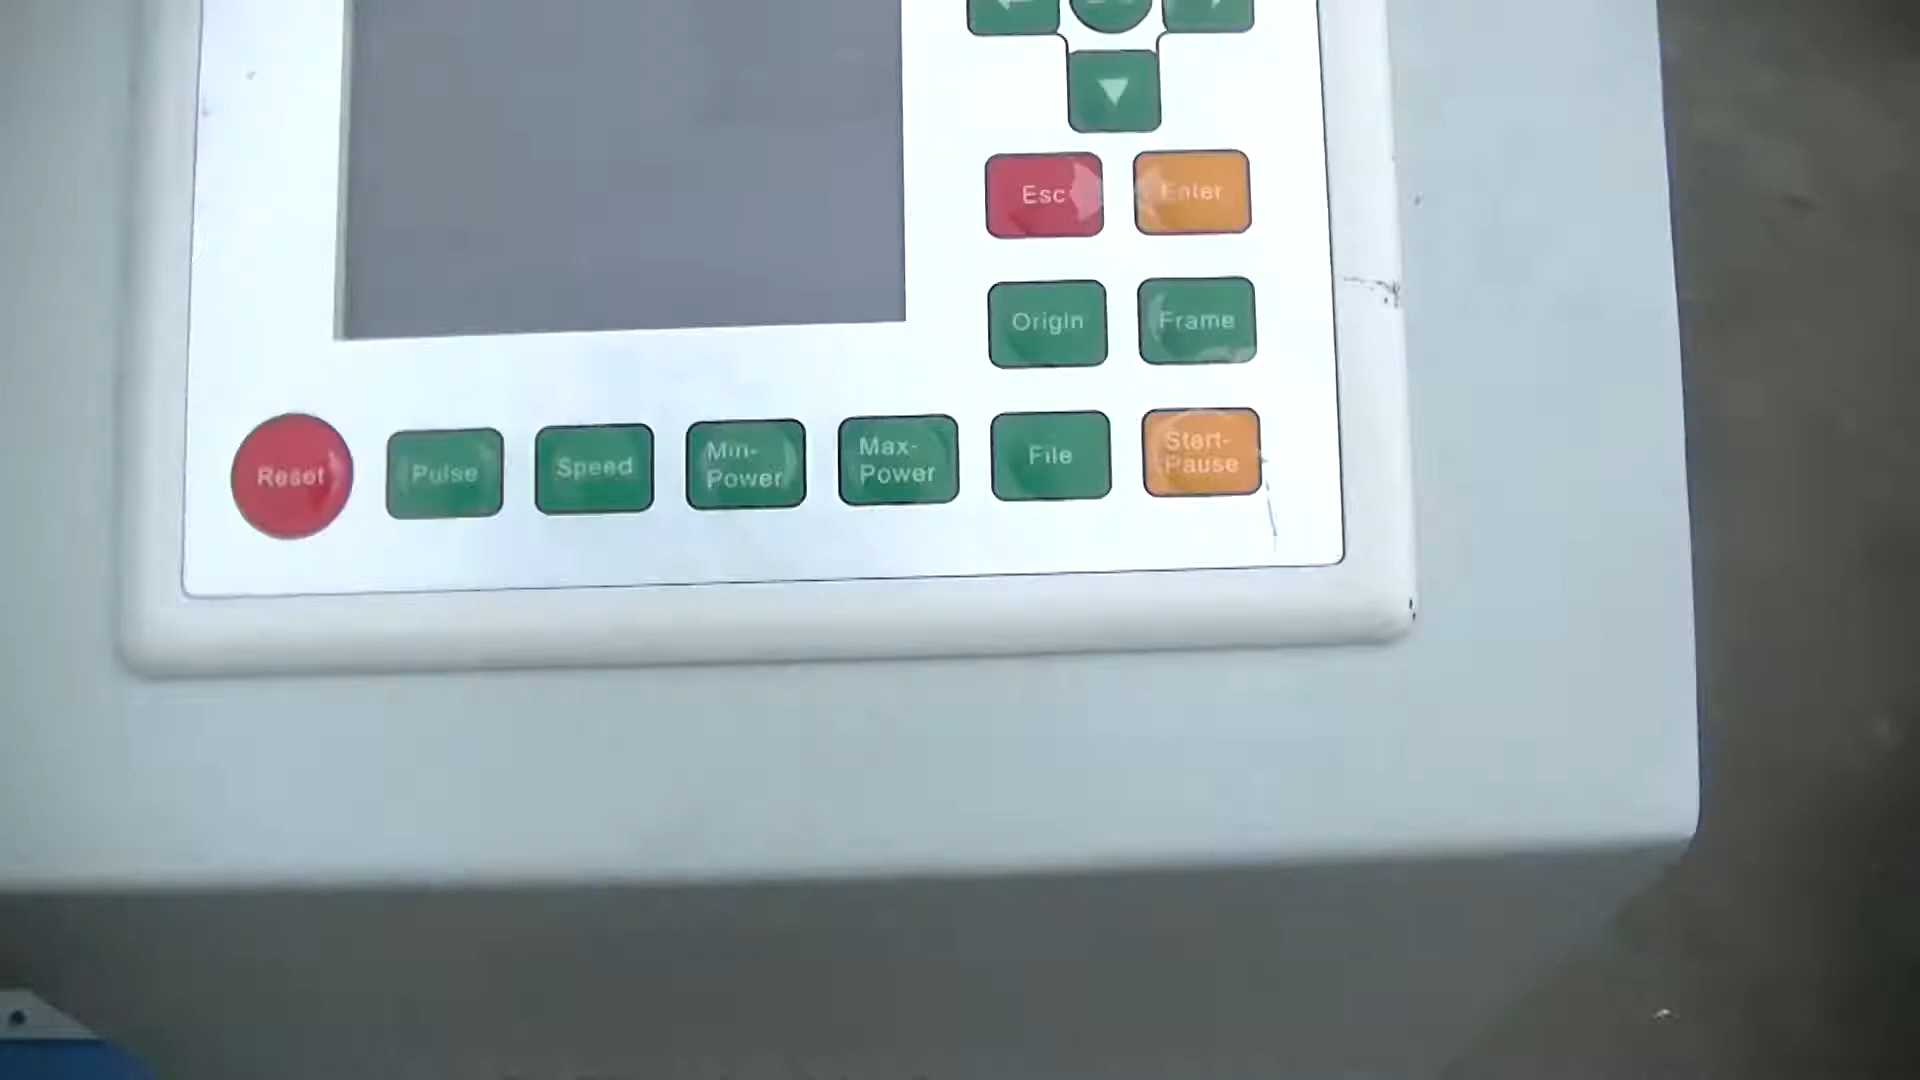 Esc
Enter
Origin
Frame
Reset
Pulse
Speed
Min-
Power
Max-
Power
File
Start-
Pause